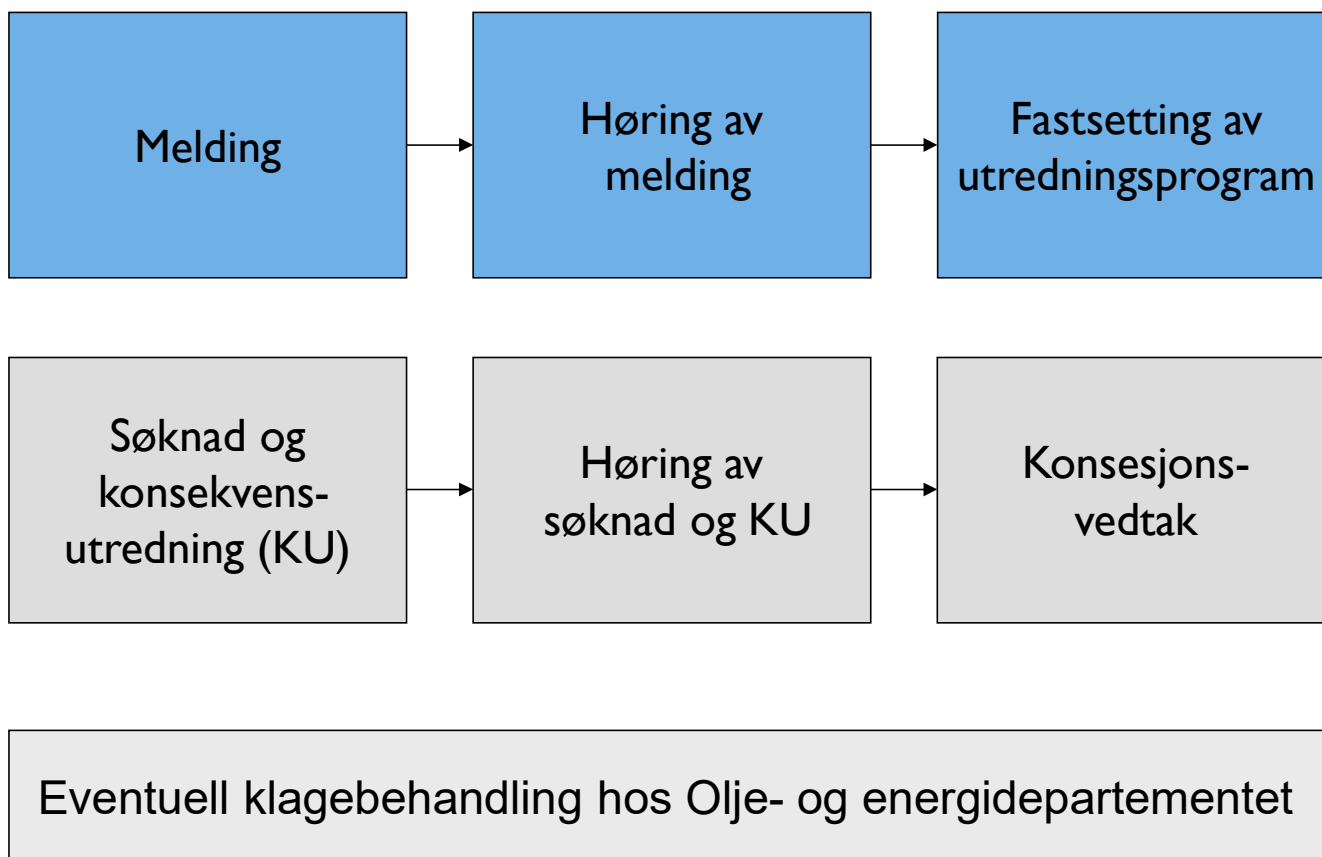 Melding
Høring av
melding
Fastsetting av
utredningsprogram
Søknad og
konsekvens-
utredning (KU)
Høring av
søknad og KU
Konsesjons-
vedtak
Eventuell klagebehandling hos Olje- og energidepartementet